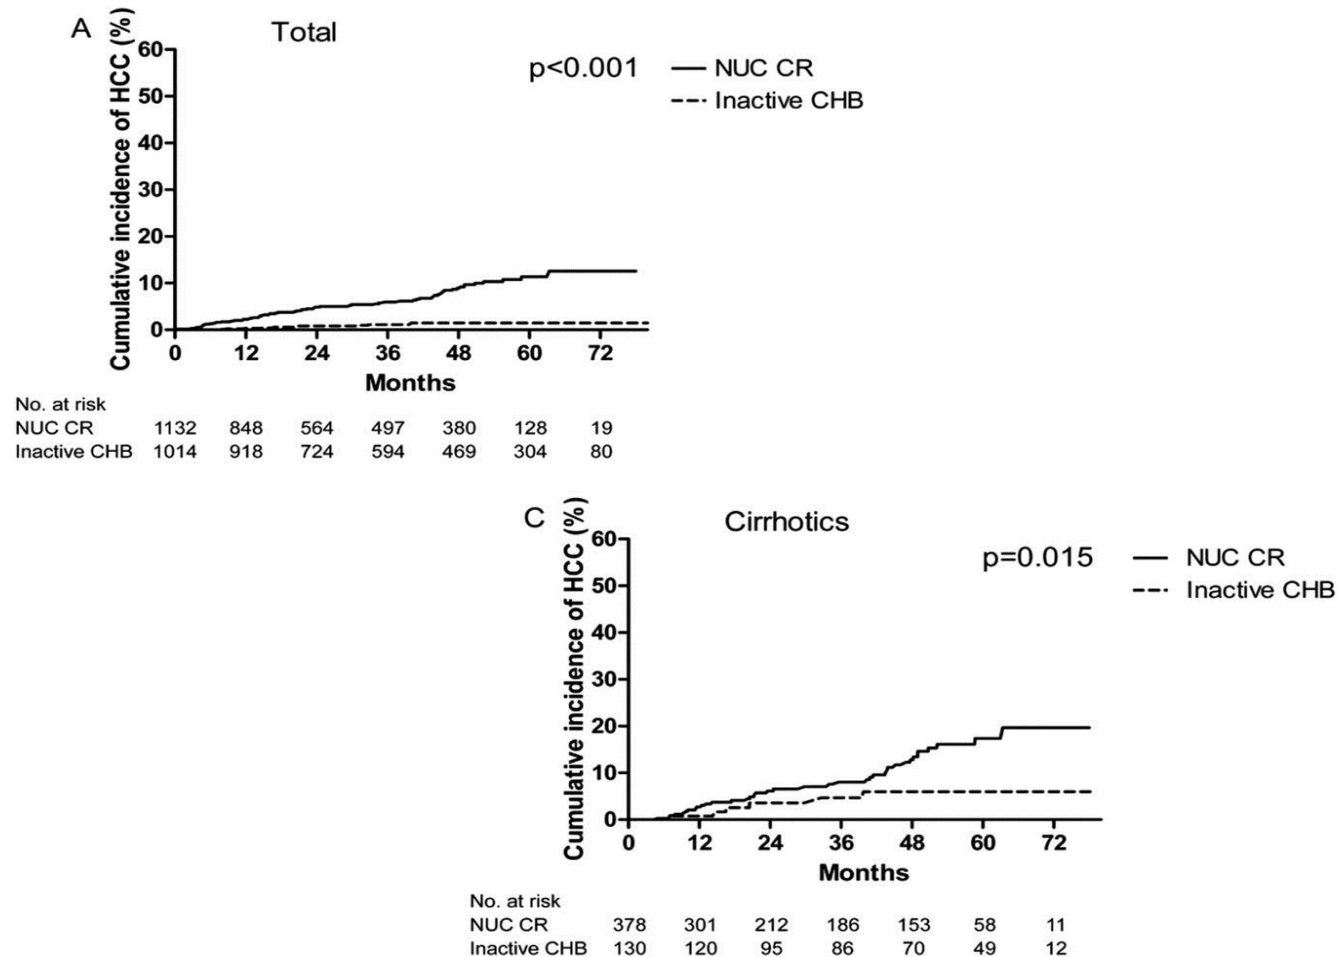 A
Total
Cumulative incidence of HCC (%)
60
50
40
30
20
10
0
p<0.001
NUC CR
Inactive CHB
0 12 24 36 48 60 72
Months
No. at risk
NUC CR 1132 848 564 497 380 128 19
Inactive CHB 1014 918 724 594 469 304 80
C
Cirrhotics
Cumulative incidence of HCC (%)
60
50
40
30
20
10
0
p=0.015
NUC CR
Inactive CHB
0 12 24 36 48 60 72
Months
No. at risk
NUC CR 378 301 212 186 153 58 11
Inactive CHB 130 120 95 86 70 49 12